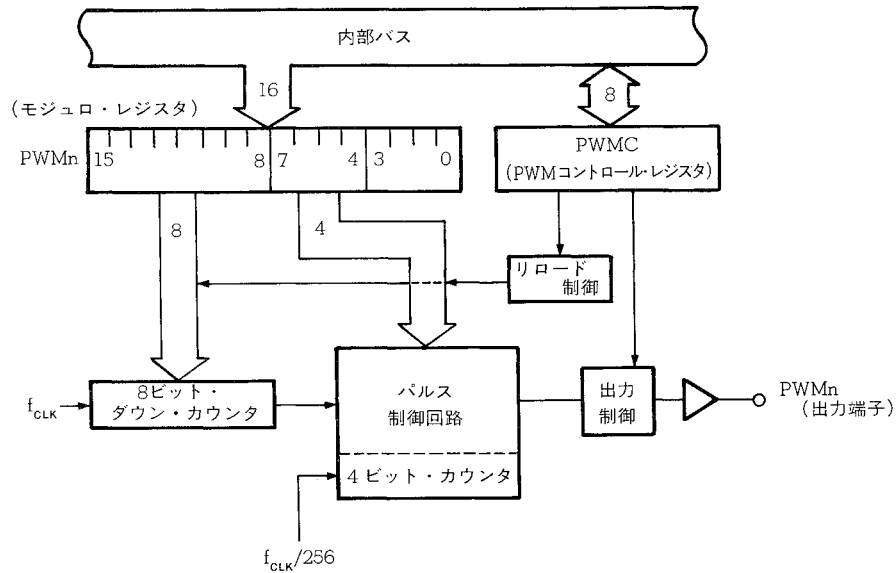 内部バス
16
8
(モジュロ・レジスタ)
PWMn
15 8 7 4 3 0
PWMC
(PWMコントロール・レジスタ)
8
4
リロード
制御
f_CLK
8ビット・
ダウン・カウンタ
パルス
制御回路
4ビット・カウンタ
出力
制御
PWMn
(出力端子)
f_CLK/256